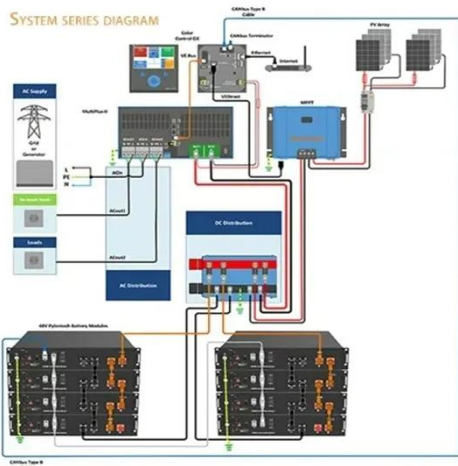 SYSTEM SERIES DIAGRAM
CANbus Type B
Cable
Color
Control GX
CANbus Terminator
PV Array
VE Bus
Ethernet
Internet
AC Supply
MultiPlus-II
VE Direct
MPPT
Grid
or
Generator
L
PE
N
ACin
ACout1
Loads
ACout2
DC Distribution
AC Distribution
48V Pylontech Battery Modules
CANbus Type B